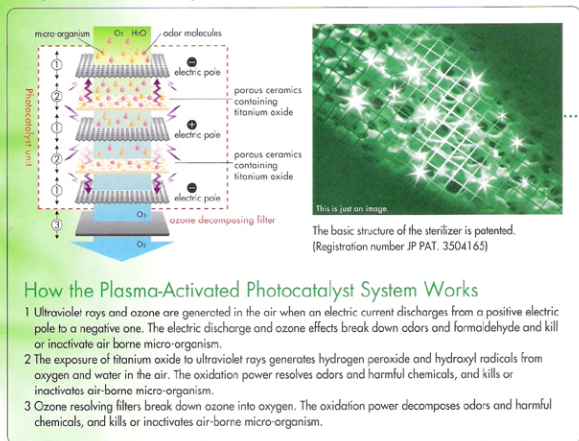 micro-organism
O₂ H₂O
odor molecules
①
−
electric pole
②
porous ceramics
containing
titanium oxide
Photocatalyst unit
①
+
electric pole
②
porous ceramics
containing
titanium oxide
①
−
electric pole
O₃
ozone decomposing filter
③
O₂
This is just an image
The basic structure of the sterilizer is patented.
(Registration number JP PAT. 3504165)
How the Plasma-Activated Photocatalyst System Works
1 Ultraviolet rays and ozone are generated in the air when an electric current discharges from a positive electric
pole to a negative one. The electric discharge and ozone effects break down odors and formaldehyde and kill
or inactivate air borne micro-organism.
2 The exposure of titanium oxide to ultraviolet rays generates hydrogen peroxide and hydroxyl radicals from
oxygen and water in the air. The oxidation power resolves odors and harmful chemicals, and kills or
inactivates air-borne micro-organism.
3 Ozone resolving filters break down ozone into oxygen. The oxidation power decomposes odors and harmful
chemicals, and kills or inactivates air-borne micro-organism.